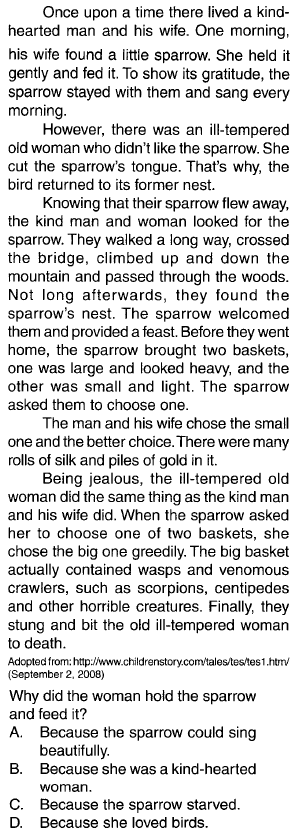 Once upon a time there lived a kind-
hearted man and his wife. One morning,
his wife found a little sparrow. She held it
gently and fed it. To show its gratitude, the
sparrow stayed with them and sang every
morning.
However, there was an ill-tempered
old woman who didn't like the sparrow. She
cut the sparrow's tongue. That's why, the
bird returned to its former nest.
Knowing that their sparrow flew away,
the kind man and woman looked for the
sparrow. They walked a long way, crossed
the bridge, climbed up and down the
mountain and passed through the woods.
Not long afterwards, they found the
sparrow's nest. The sparrow welcomed
them and provided a feast. Before they went
home, the sparrow brought two baskets,
one was large and looked heavy, and the
other was small and light. The sparrow
asked them to choose one.
The man and his wife chose the small
one and the better choice. There were many
rolls of silk and piles of gold in it.
Being jealous, the ill-tempered old
woman did the same thing as the kind man
and his wife did. When the sparrow asked
her to choose one of two baskets, she
chose the big one greedily. The big basket
actually contained wasps and venomous
crawlers, such as scorpions, centipedes
and other horrible creatures. Finally, they
stung and bit the old ill-tempered woman
to death.
Adopted from: http://www.childrenstory.com/tales/tes/tes1.htm/
(September 2, 2008)
Why did the woman hold the sparrow
and feed it?
A. Because the sparrow could sing
beautifully.
B. Because she was a kind-hearted
woman.
C. Because the sparrow starved.
D. Because she loved birds.